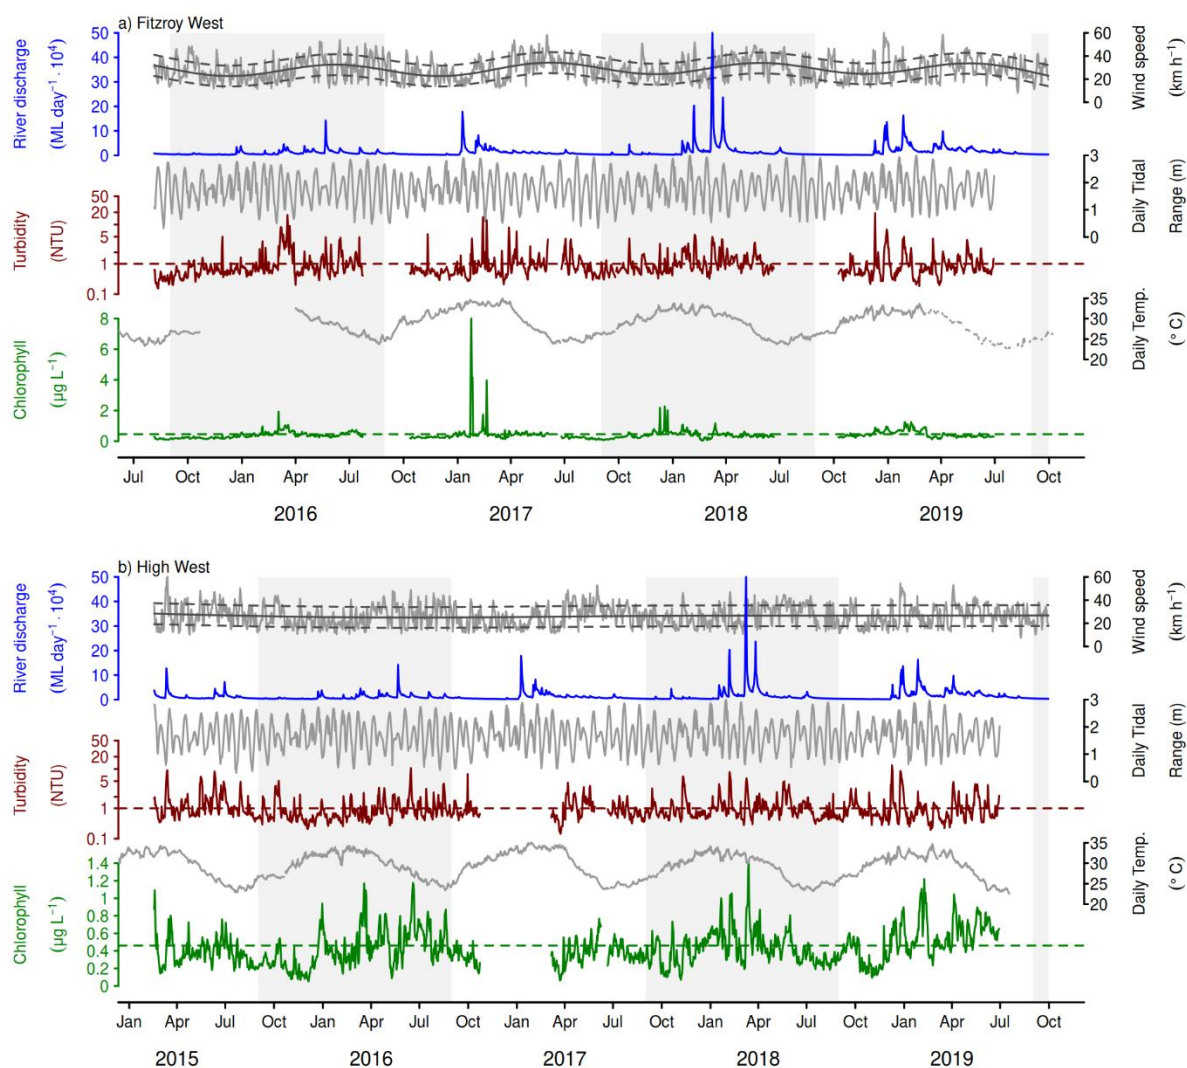 a) Fitzroy West
River discharge
(ML day⁻¹ · 10⁴)
50
40
30
20
10
0
60
40
20
0
Wind speed
(km h⁻¹)
3
2
1
0
Daily Tidal
Range (m)
Turbidity
(NTU)
50
20
5
1
0.1
35
30
25
20
Daily Temp.
(° C)
Chlorophyll
(µg L⁻¹)
8
6
4
2
0
Jul Oct Jan Apr Jul Oct Jan Apr Jul Oct Jan Apr Jul Oct Jan Apr Jul Oct
2016 2017 2018 2019
b) High West
River discharge
(ML day⁻¹ · 10⁴)
50
40
30
20
10
0
60
40
20
0
Wind speed
(km h⁻¹)
3
2
1
0
Daily Tidal
Range (m)
Turbidity
(NTU)
50
20
5
1
0.1
35
30
25
20
Daily Temp.
(° C)
Chlorophyll
(µg L⁻¹)
1.4
1.2
1
0.8
0.6
0.4
0.2
0
Jan Apr Jul Oct Jan Apr Jul Oct Jan Apr Jul Oct Jan Apr Jul Oct Jan Apr Jul Oct
2015 2016 2017 2018 2019